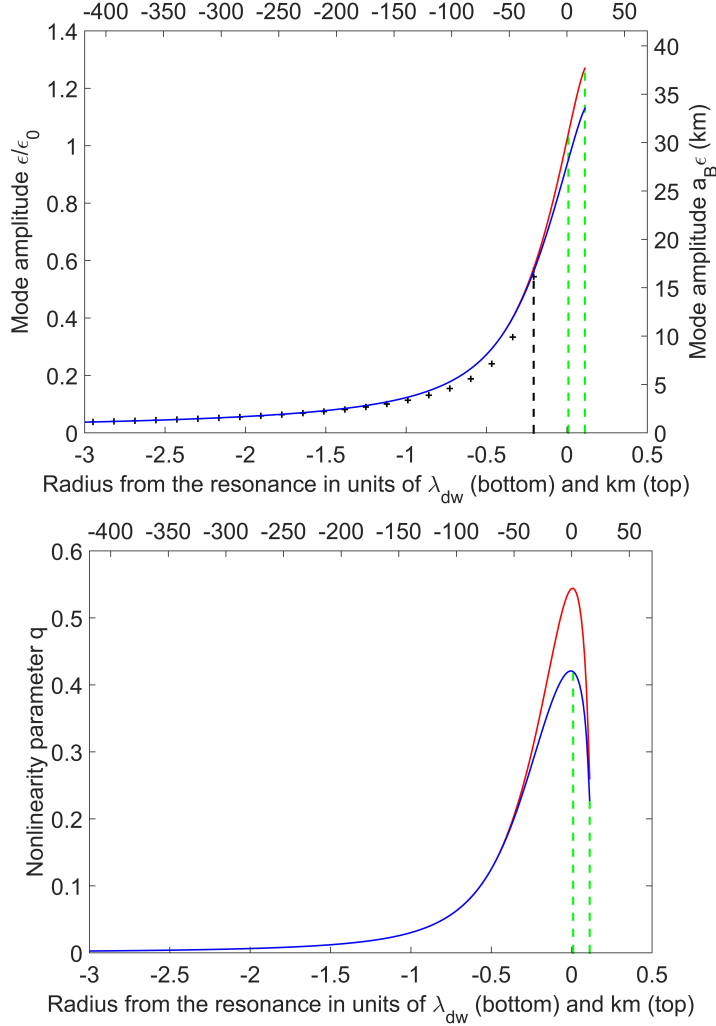 -400 -350 -300 -250 -200 -150 -100 -50 0 50
1.4
1.2
1
0.8
0.6
0.4
0.2
0
Mode amplitude ϵ/ϵ0
40
35
30
25
20
15
10
5
0
Mode amplitude aBϵ (km)
-3 -2.5 -2 -1.5 -1 -0.5 0 0.5
Radius from the resonance in units of λdw (bottom) and km (top)
-400 -350 -300 -250 -200 -150 -100 -50 0 50
0.6
0.5
0.4
0.3
0.2
0.1
0
Nonlinearity parameter q
-3 -2.5 -2 -1.5 -1 -0.5 0 0.5
Radius from the resonance in units of λdw (bottom) and km (top)